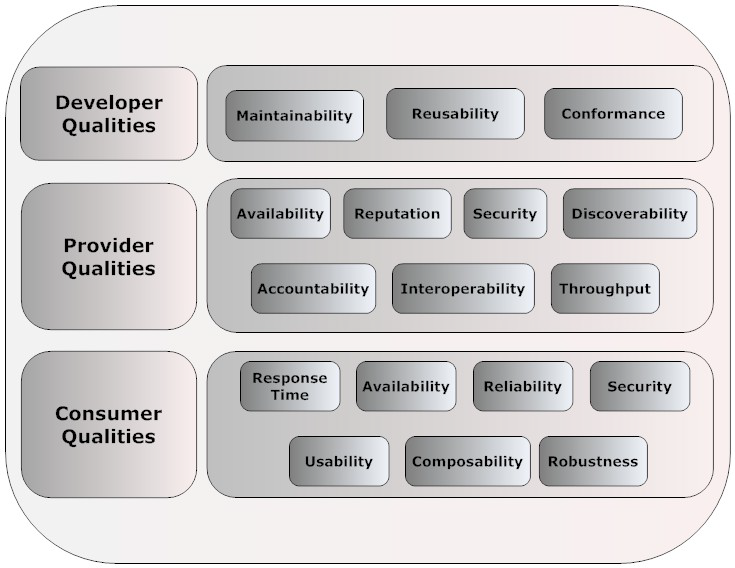 Developer
Qualities
Maintainability
Reusability
Conformance
Provider
Qualities
Availability
Reputation
Security
Discoverability
Accountability
Interoperability
Throughput
Consumer
Qualities
Response
Time
Availability
Reliability
Security
Usability
Composability
Robustness